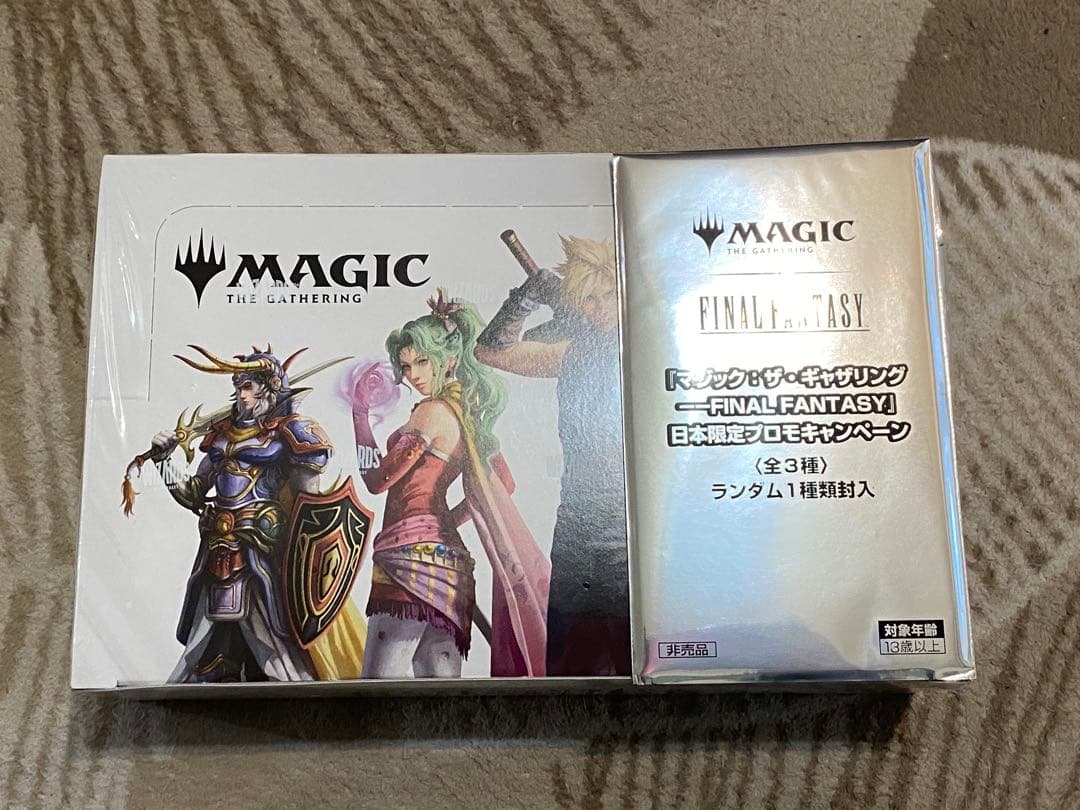 MAGIC
THE GATHERING
MAGIC
THE GATHERING
FINAL FANTASY
『マジック：ザ・ギャザリング
――FINAL FANTASY』
日本限定プロモキャンペーン
〈全3種〉
ランダム1種類封入
非売品
対象年齢
13歳以上